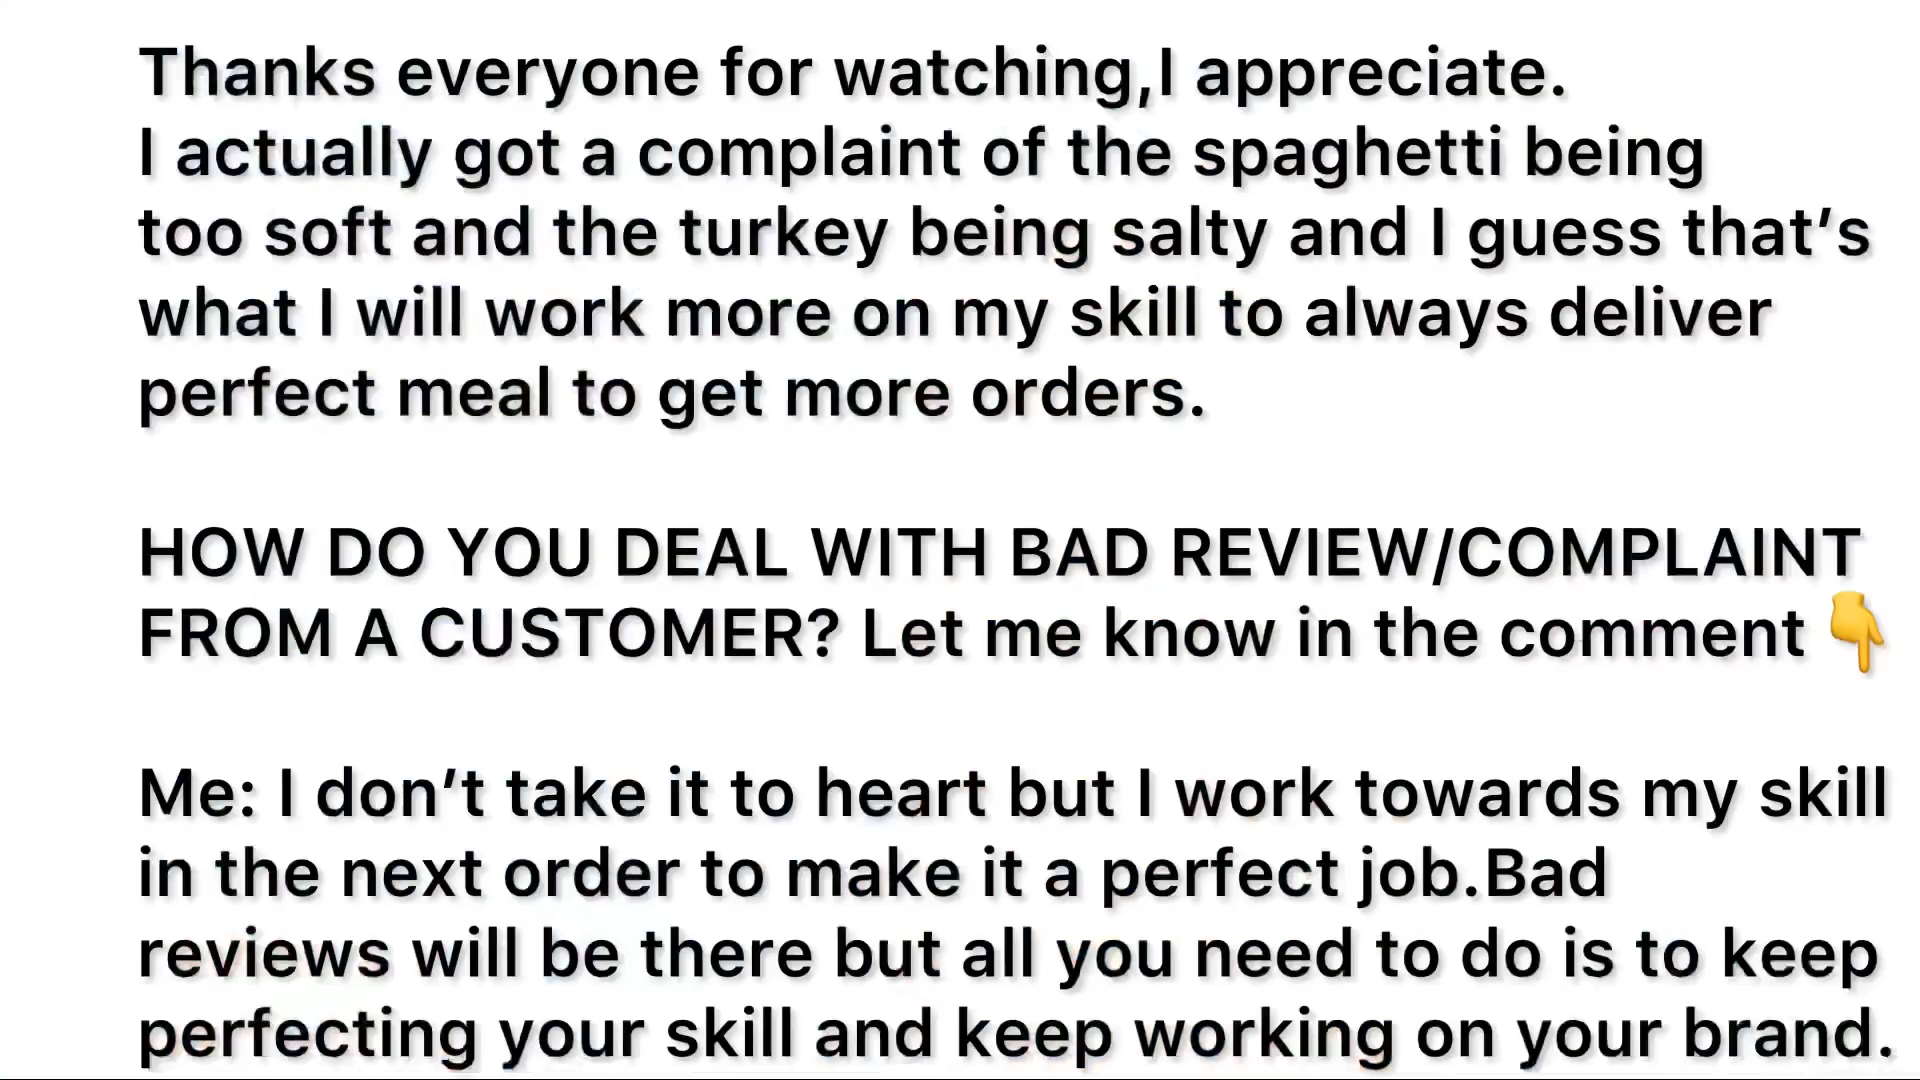 Thanks everyone for watching,I appreciate.
I actually got a complaint of the spaghetti being
too soft and the turkey being salty and I guess that’s
what I will work more on my skill to always deliver
perfect meal to get more orders.
HOW DO YOU DEAL WITH BAD REVIEW/COMPLAINT
FROM A CUSTOMER? Let me know in the comment 👇
Me: I don’t take it to heart but I work towards my skill
in the next order to make it a perfect job.Bad
reviews will be there but all you need to do is to keep
perfecting your skill and keep working on your brand.